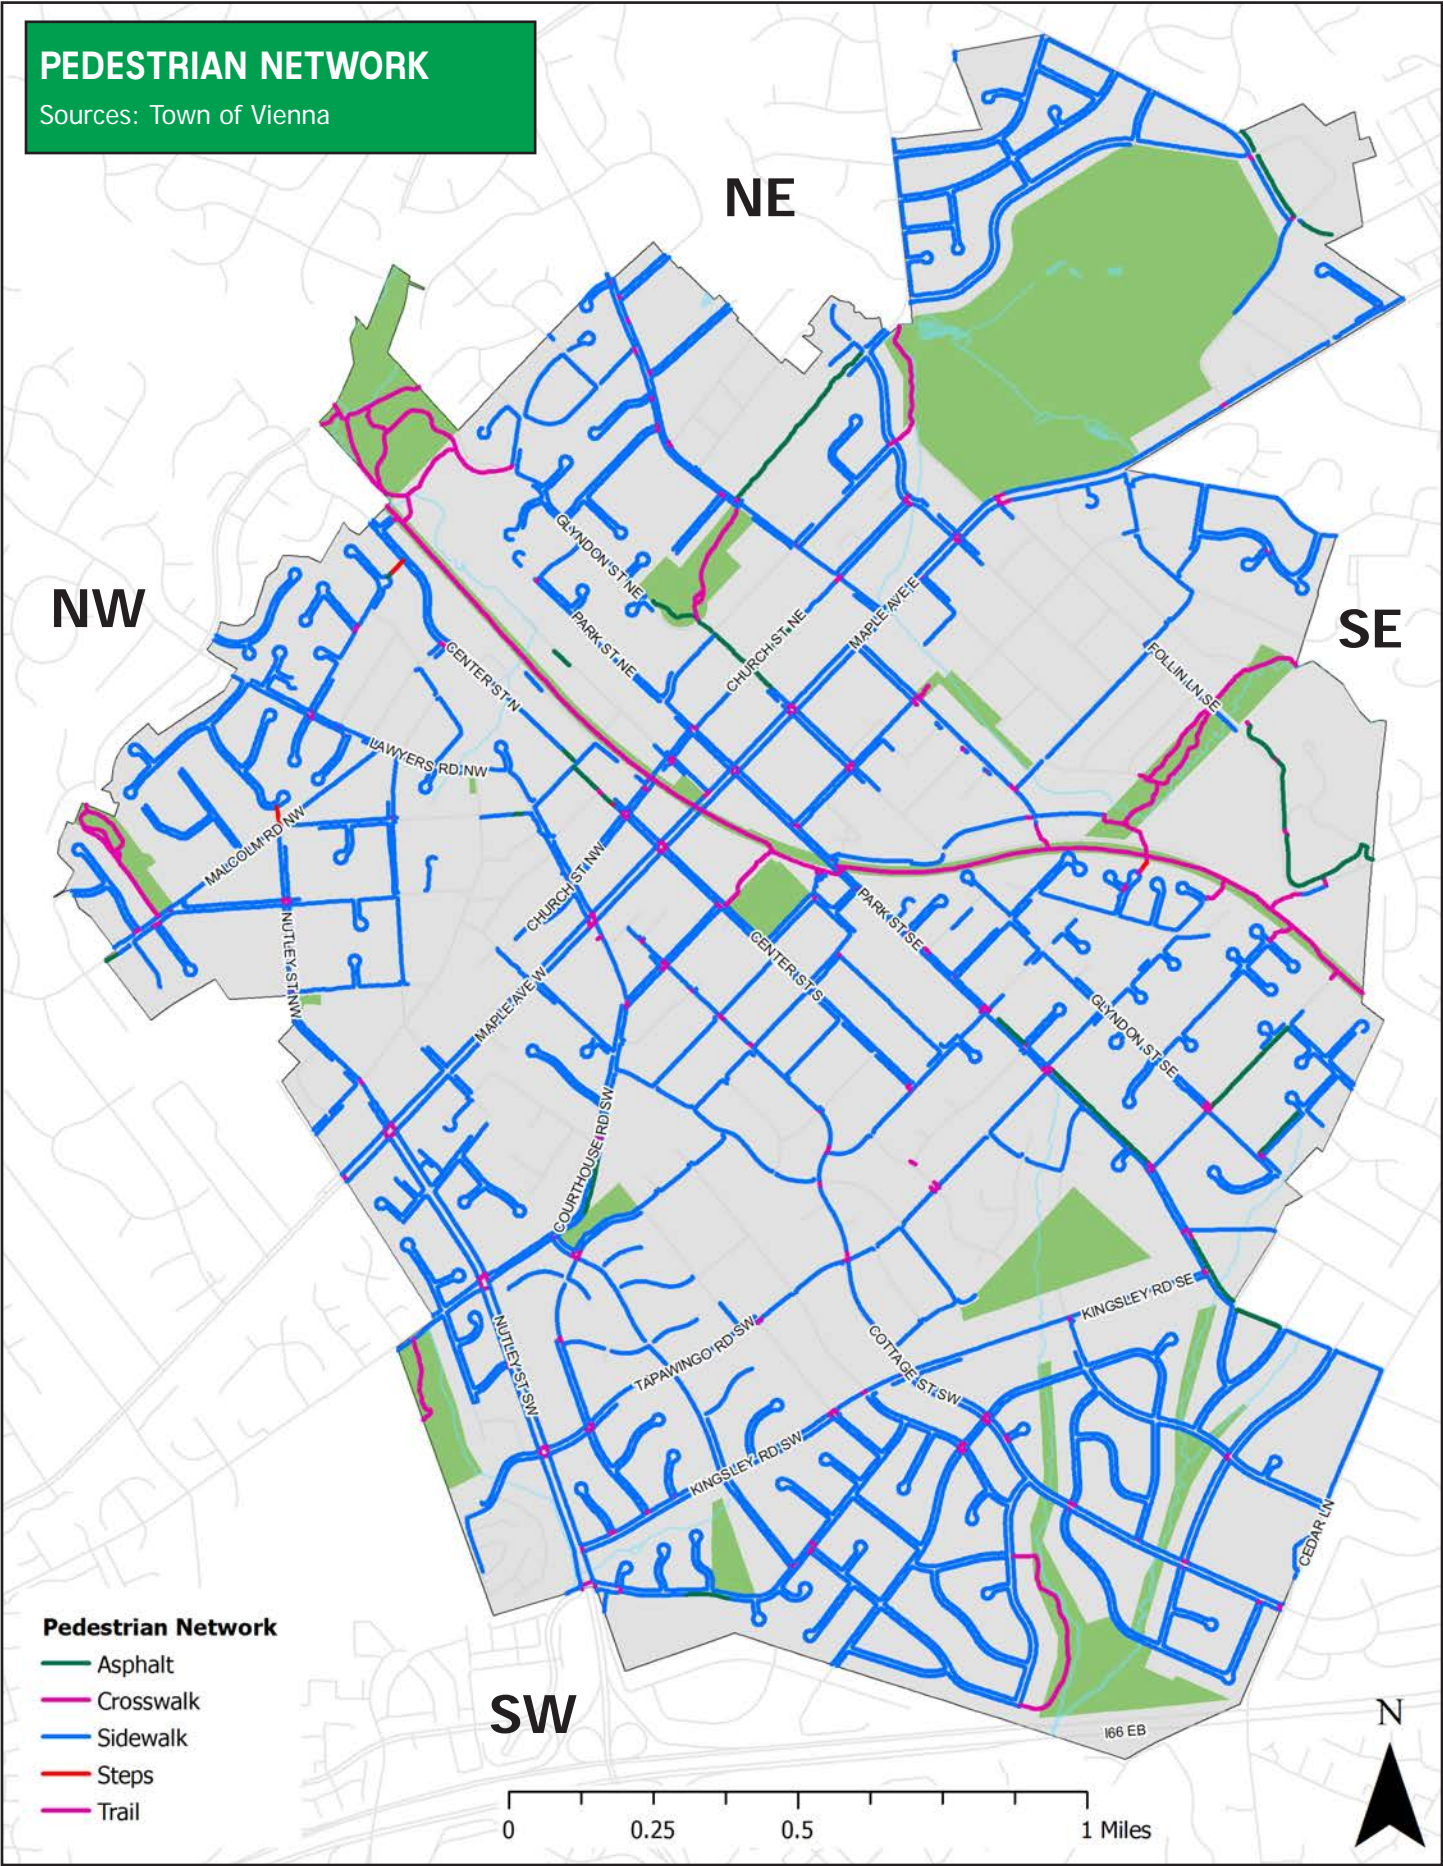 PEDESTRIAN NETWORK
Sources: Town of Vienna
NE
NW
SE
GLYNDON ST NE
PARK ST NE
CHURCH ST NE
MAPLE AVE E
FOLLIN LN SE
CENTER ST N
LAWYERS RD NW
MALCOLM RD NW
CHURCH ST NW
NUTLEY ST NW
MAPLE AVE W
PARK ST SE
CENTER ST S
GLYNDON ST SE
COURTHOUSE RD SW
KINGSLEY RD SE
NUTLEY ST SW
TAPAWINGO RD SW
COTTAGE ST SW
KINGSLEY RD SW
CEDAR LN
SW
I66 EB
Pedestrian Network
Asphalt
Crosswalk
Sidewalk
Steps
Trail
N
0 0.25 0.5 1 Miles